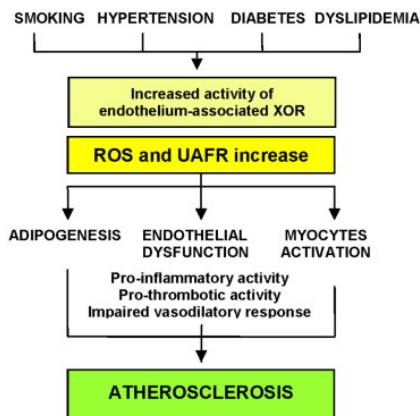 SMOKING HYPERTENSION DIABETES DYSLIPIDEMIA
Increased activity of
endothelium-associated XOR
ROS and UAFR increase
ADIPOGENESIS ENDOTHELIAL MYOCYTES
DYSFUNCTION ACTIVATION
Pro-inflammatory activity
Pro-thrombotic activity
Impaired vasodilatory response
ATHEROSCLEROSIS